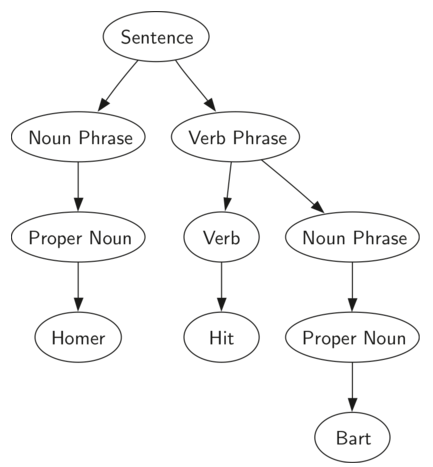 Sentence
Noun Phrase
Verb Phrase
Proper Noun
Verb
Noun Phrase
Homer
Hit
Proper Noun
Bart